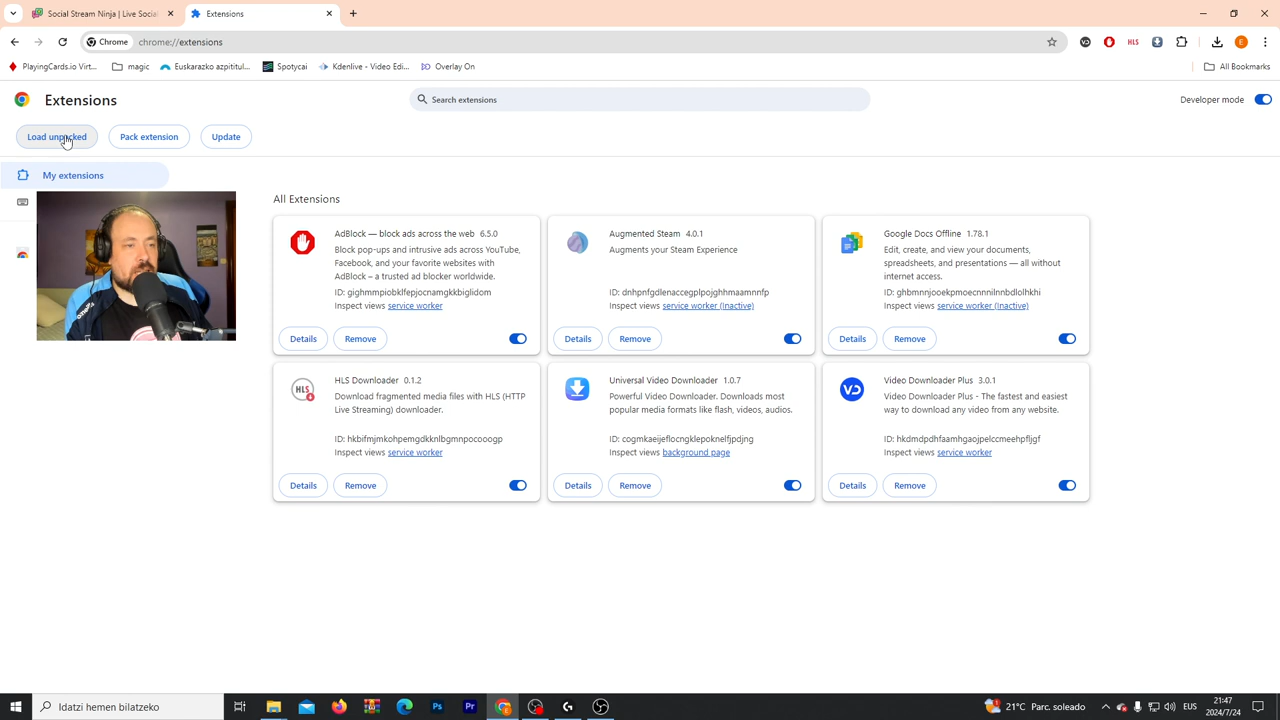 Social Stream Ninja | Live Social
Extensions
Chrome
chrome://extensions
HLS
E
PlayingCards.io Virt...
magic
Euskarazko azpititul...
Spotycai
Kdenlive - Video Edi...
Overlay On
All Bookmarks
Extensions
Search extensions
Developer mode
Load unpacked
Pack extension
Update
My extensions
All Extensions
AdBlock — block ads across the web 6.5.0
Block pop-ups and intrusive ads across YouTube,
Facebook, and your favorite websites with
AdBlock – a trusted ad blocker worldwide.
ID: gighmmpiobklfepjocnamgkkbiglidom
Inspect views service worker
Details
Remove
Augmented Steam 4.0.1
Augments your Steam Experience
ID: dnhpnfgdlenaccegplpojghhmaamnnfp
Inspect views service worker (Inactive)
Details
Remove
Google Docs Offline 1.78.1
Edit, create, and view your documents,
spreadsheets, and presentations — all without
internet access.
ID: ghbmnnjooekpmoecnnnilnnbdlolhkhi
Inspect views service worker (Inactive)
Details
Remove
HLS
HLS Downloader 0.1.2
Download fragmented media files with HLS (HTTP
Live Streaming) downloader.
ID: hkbifmjmkohpemgdkknlbgmnpocooogp
Inspect views service worker
Details
Remove
Universal Video Downloader 1.0.7
Powerful Video Downloader. Downloads most
popular media formats like flash, videos, audios.
ID: cogmkaeijeflocngklepoknelfjpdjng
Inspect views background page
Details
Remove
VD
Video Downloader Plus 3.0.1
Video Downloader Plus - The fastest and easiest
way to download any video from any website.
ID: hkdmdpdhfaamhgaojpelccmeehpfljgf
Inspect views service worker
Details
Remove
Idatzi hemen bilatzeko
Ps
Pr
21°C Parc. soleado
EUS
21:47
2024/7/24